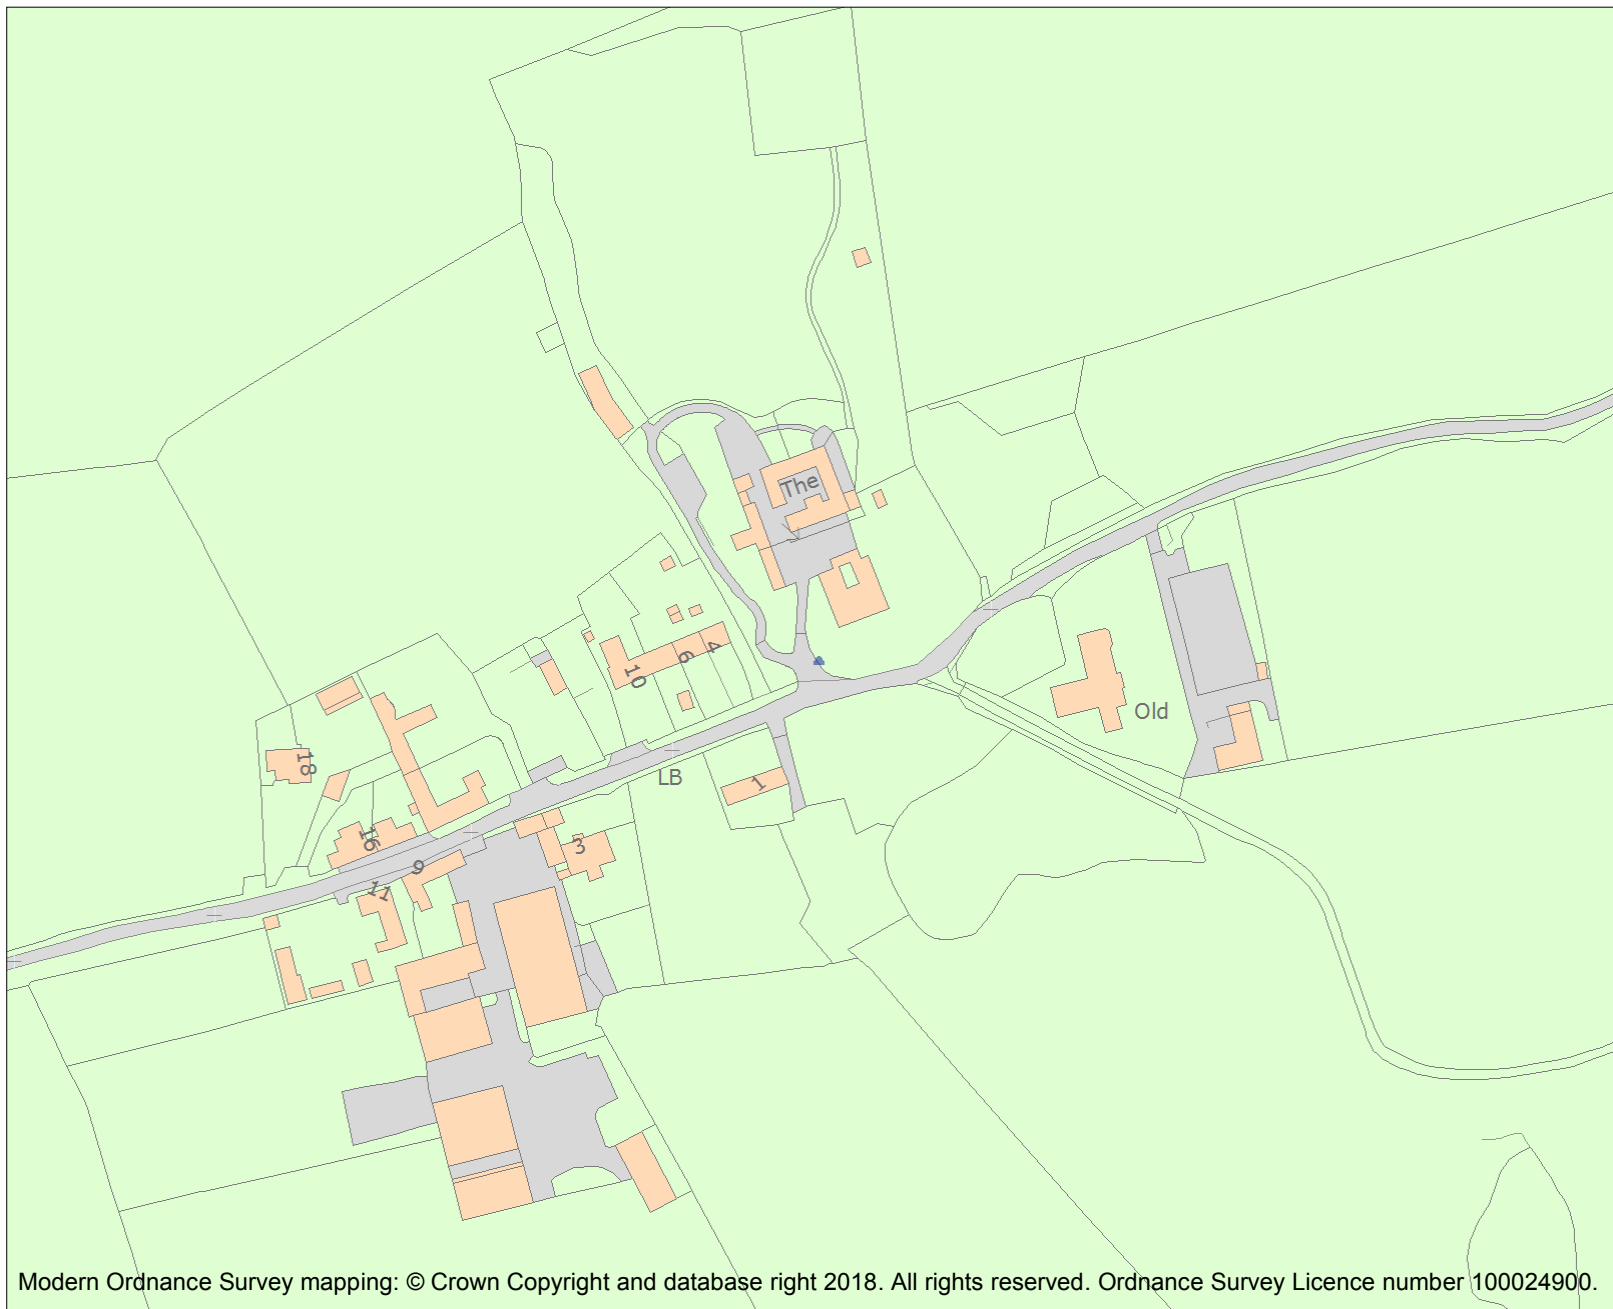 The
4
6
10
Old
18
LB
1
16
3
9
11
Modern Ordnance Survey mapping: © Crown Copyright and database right 2018. All rights reserved. Ordnance Survey Licence number 100024900.